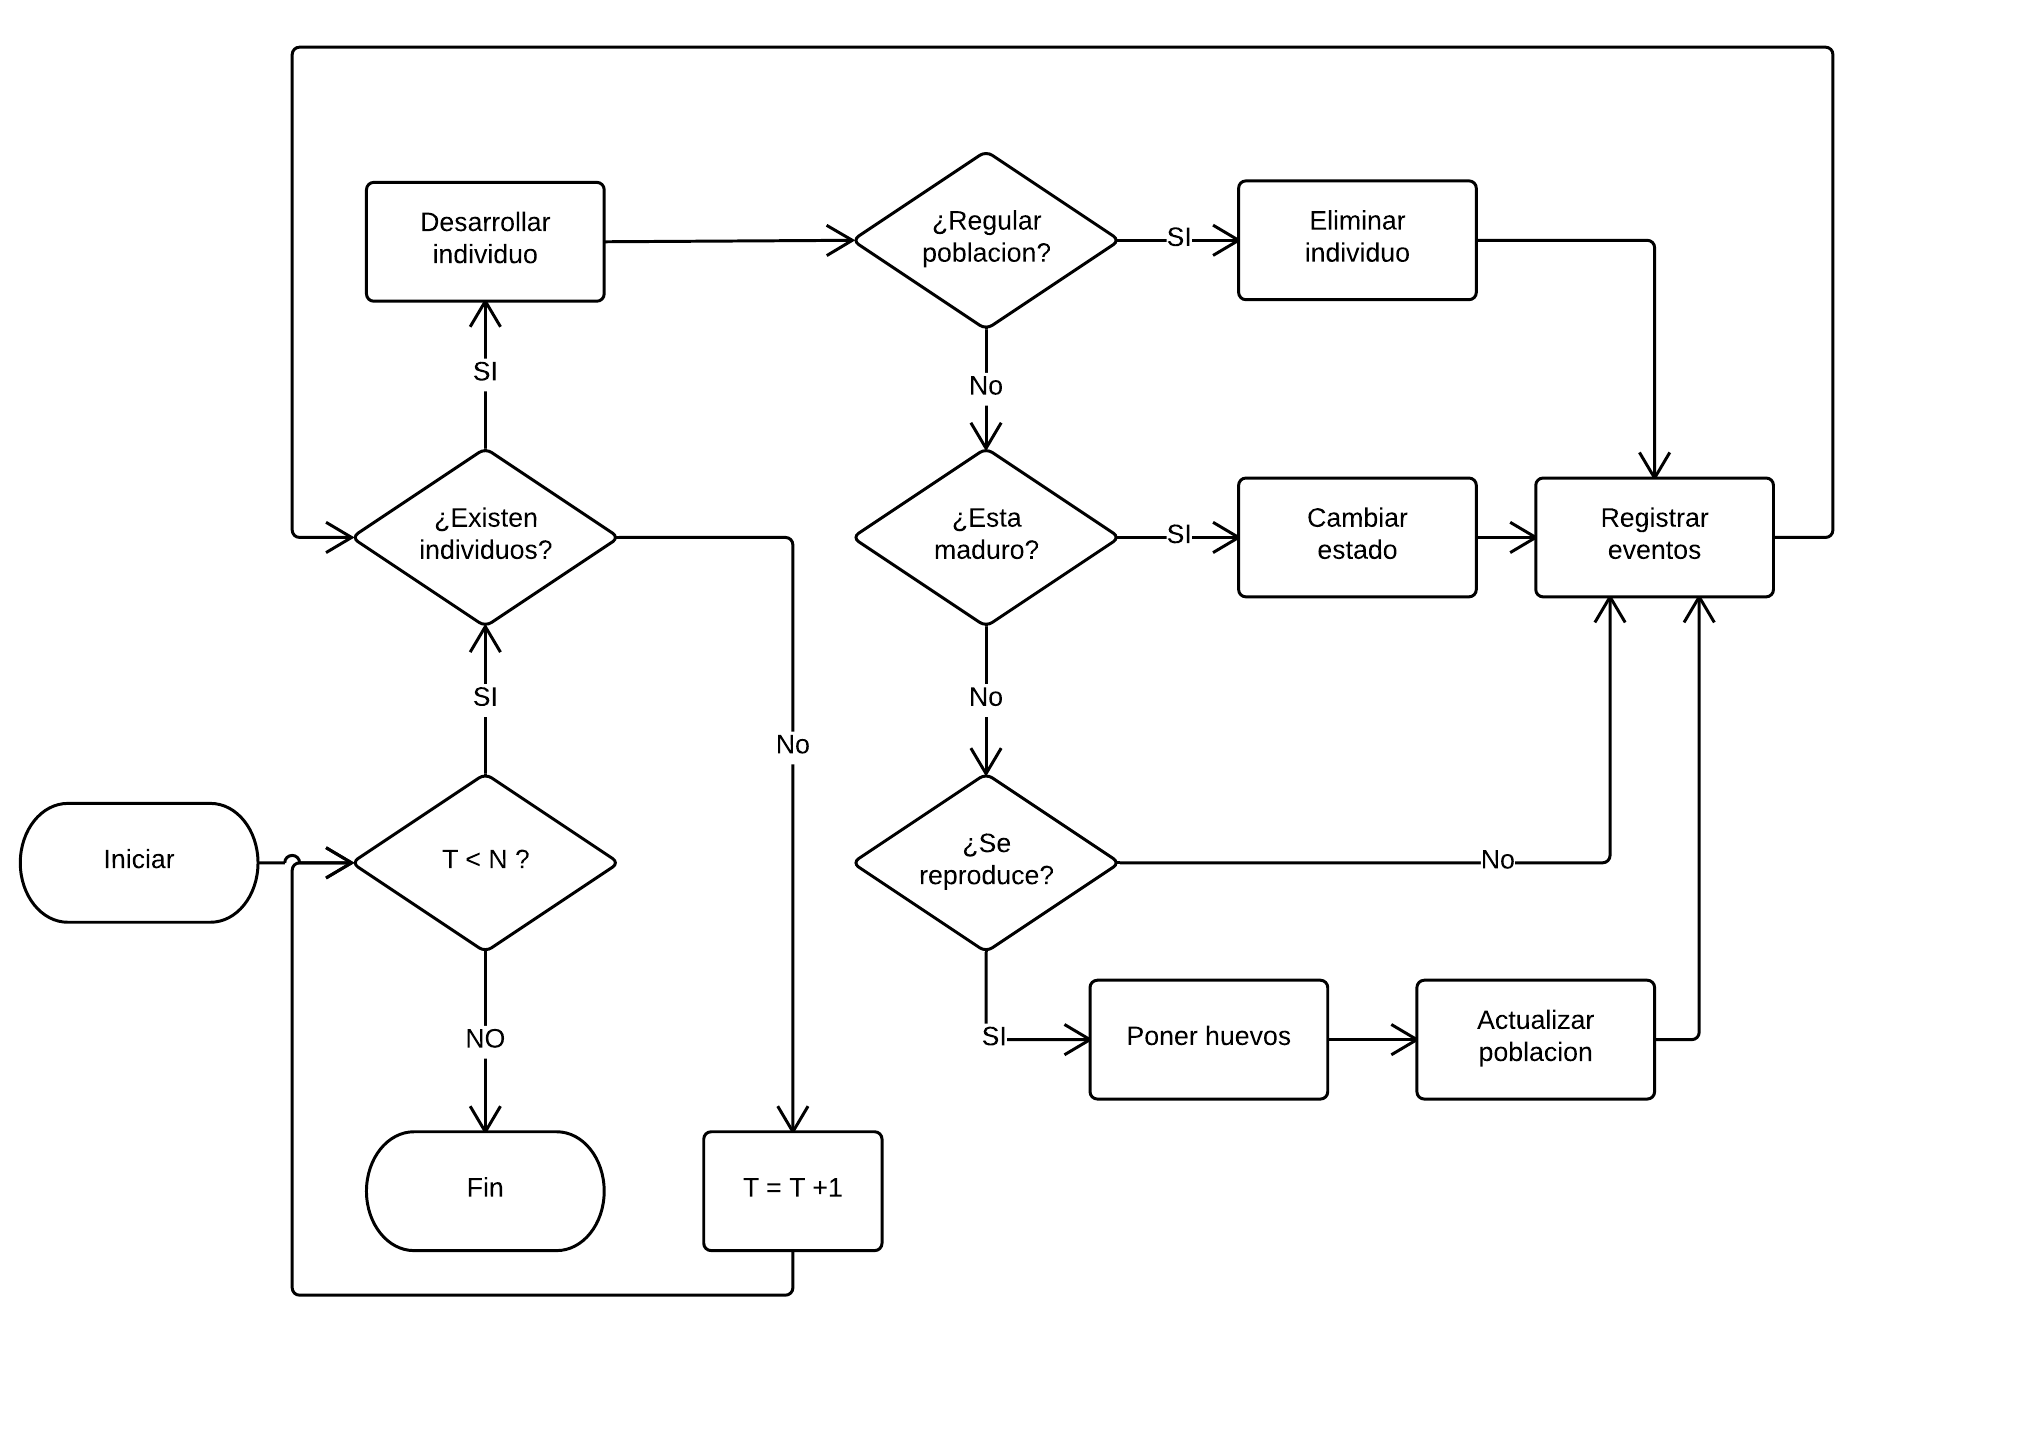 Desarrollar
individuo
¿Regular
poblacion?
SI
Eliminar
individuo
SI
No
¿Existen
individuos?
¿Esta
maduro?
SI
Cambiar
estado
Registrar
eventos
SI
No
No
Iniciar
T < N ?
¿Se
reproduce?
No
NO
SI
Poner huevos
Actualizar
poblacion
Fin
T = T +1